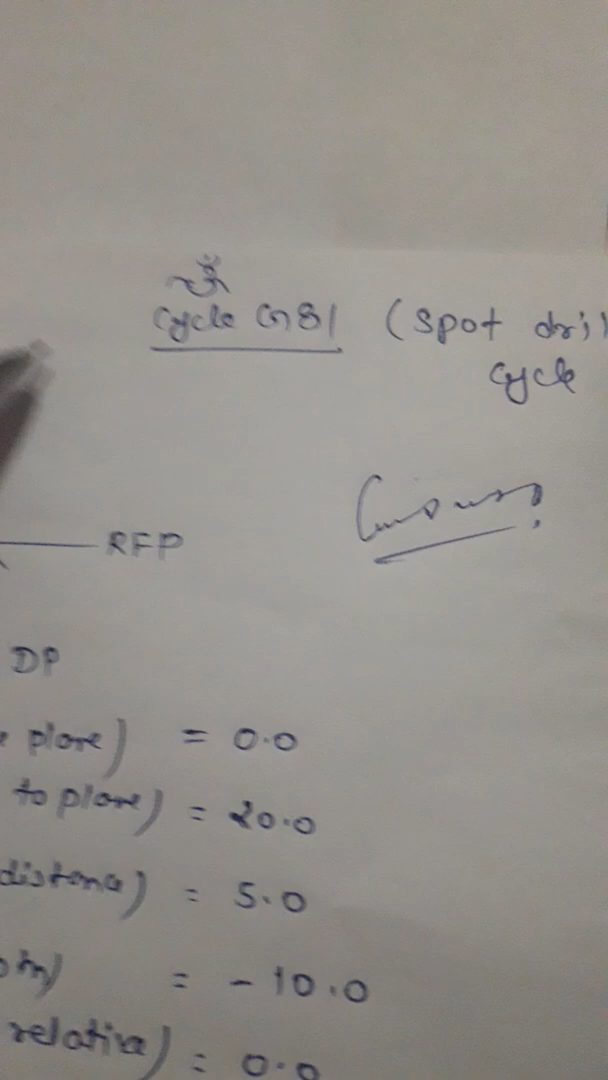 Cycle G81 (Spot dri
Cycle
RFP
DP
plane) = 0.0
to plane) = 20.0
distance) = 5.0
= -10.0
relative) = 0.0